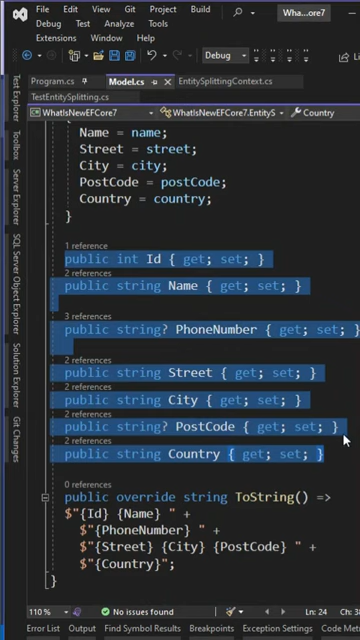 File Edit View Git Project Build
Debug Test Analyze Tools
Extensions Window Help
Wha...ore7
Debug
Program.cs Model.cs EntitySplittingContext.cs
TestEntitySplitting.cs
WhatIsNewEFCore7 WhatIsNewEFCore7.EntityS Country
Test Explorer
Toolbox
Server Explorer
SQL Server Object Explorer
Solution Explorer
Git Changes
{
Name = name;
Street = street;
City = city;
PostCode = postCode;
Country = country;
}
1 reference
public int Id { get; set; }
2 references
public string Name { get; set; }
3 references
public string? PhoneNumber { get; set; }
2 references
public string Street { get; set; }
2 references
public string City { get; set; }
2 references
public string? PostCode { get; set; }
2 references
public string Country { get; set; }
0 references
public override string ToString() =>
$"{Id} {Name} " +
$"{PhoneNumber} " +
$"{Street} {City} {PostCode} " +
$"{Country}";
}
110 % No issues found Ln: 24 Ch
Error List Output Find Symbol Results Breakpoints Data Tools